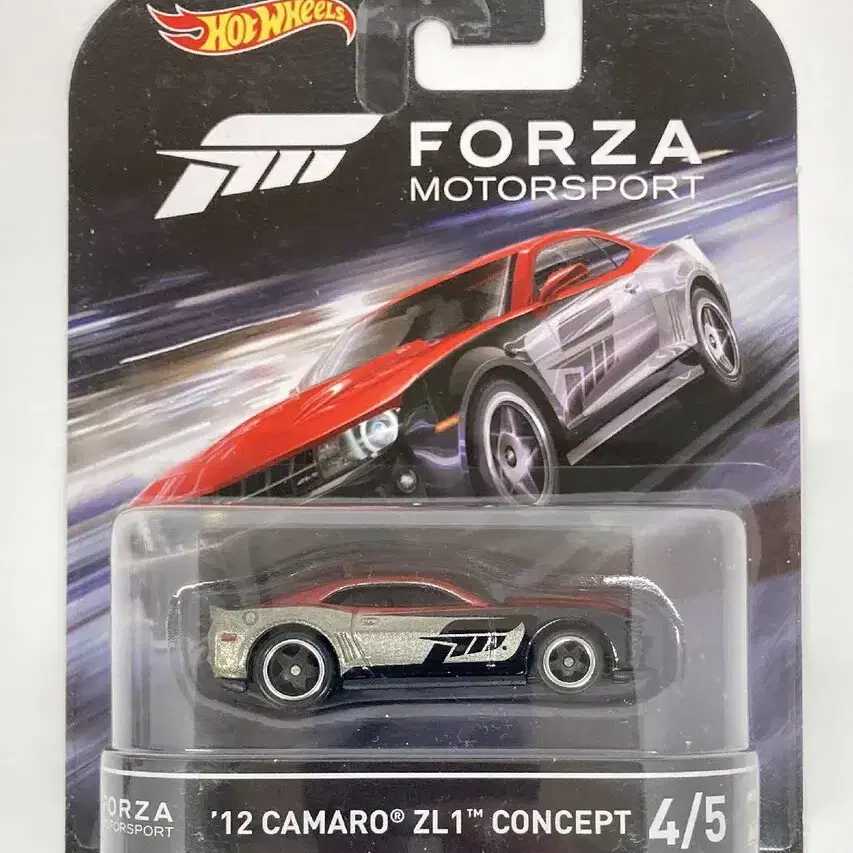 HOT WHEELS
FORZA
MOTORSPORT
FORZA
MOTORSPORT
'12 CAMARO® ZL1™ CONCEPT 4/5